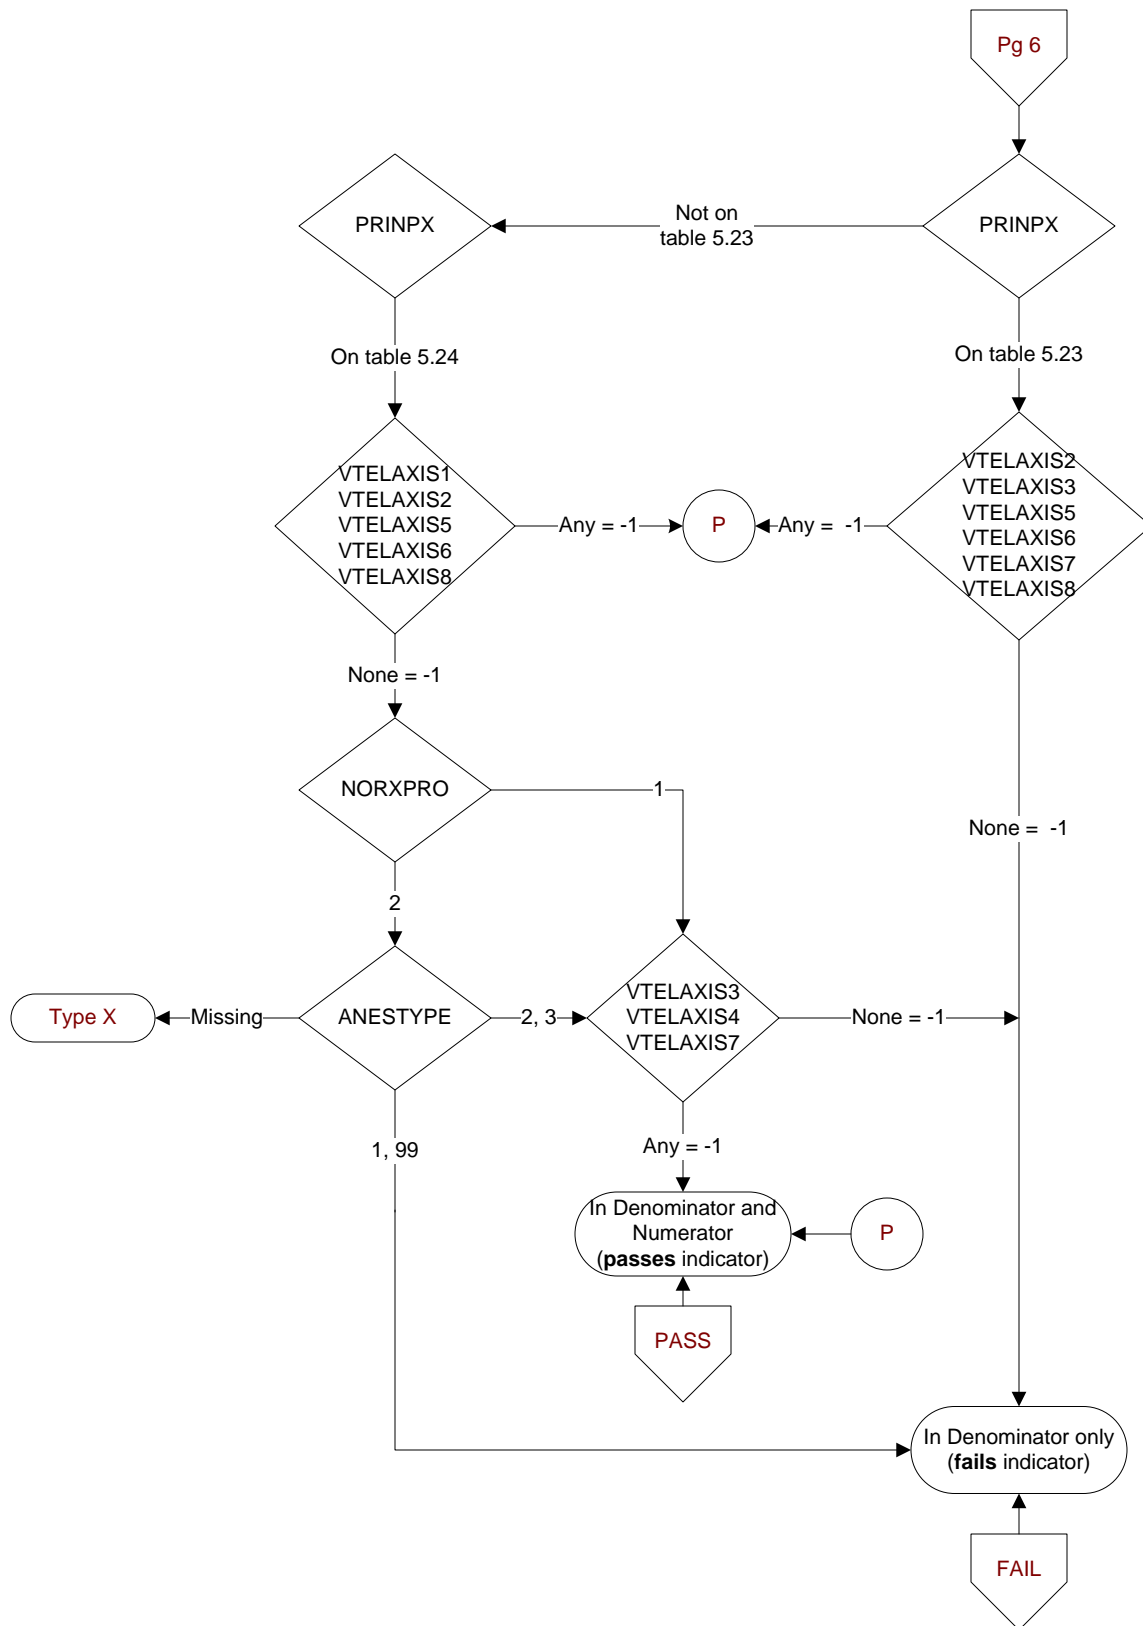 Pg 6
PRINPX
Not on
table 5.23
PRINPX
On table 5.24
On table 5.23
VTELAXIS1
VTELAXIS2
VTELAXIS5
VTELAXIS6
VTELAXIS8
Any = -1
P
Any = -1
VTELAXIS2
VTELAXIS3
VTELAXIS5
VTELAXIS6
VTELAXIS7
VTELAXIS8
None = -1
NORXPRO
1
None = -1
2
Type X
Missing
ANESTYPE
2, 3
VTELAXIS3
VTELAXIS4
VTELAXIS7
None = -1
1, 99
Any = -1
In Denominator and
Numerator
(passes indicator)
P
PASS
In Denominator only
(fails indicator)
FAIL